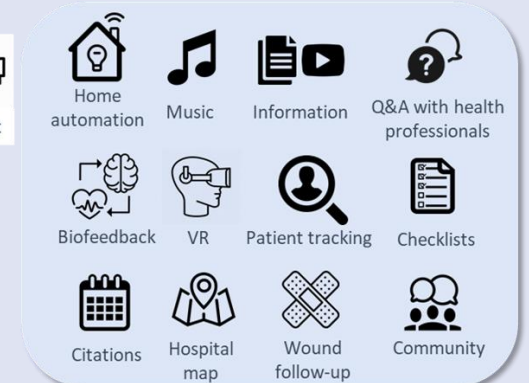 Home
automation
Music
Information
Q&A with health
professionals
Biofeedback
VR
Patient tracking
Checklists
Citations
Hospital
map
Wound
follow-up
Community